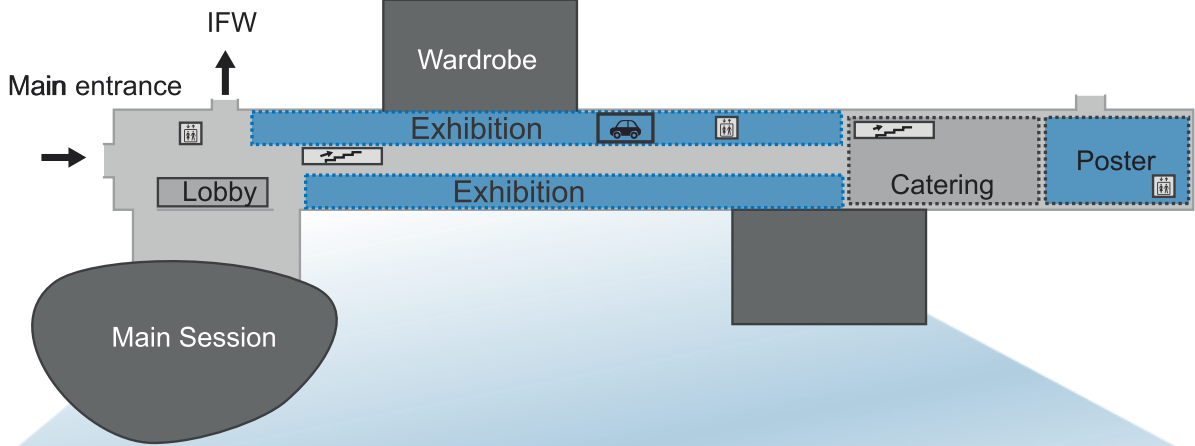 IFW
Wardrobe
Main entrance
Exhibition
Lobby
Exhibition
Catering
Poster
Main Session